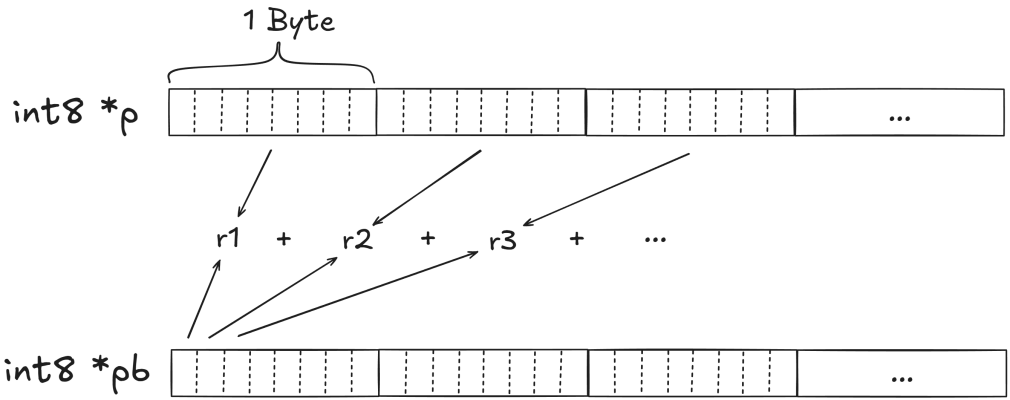 1 Byte
int8 *p
...
r1 + r2 + r3 + ...
int8 *pb
...